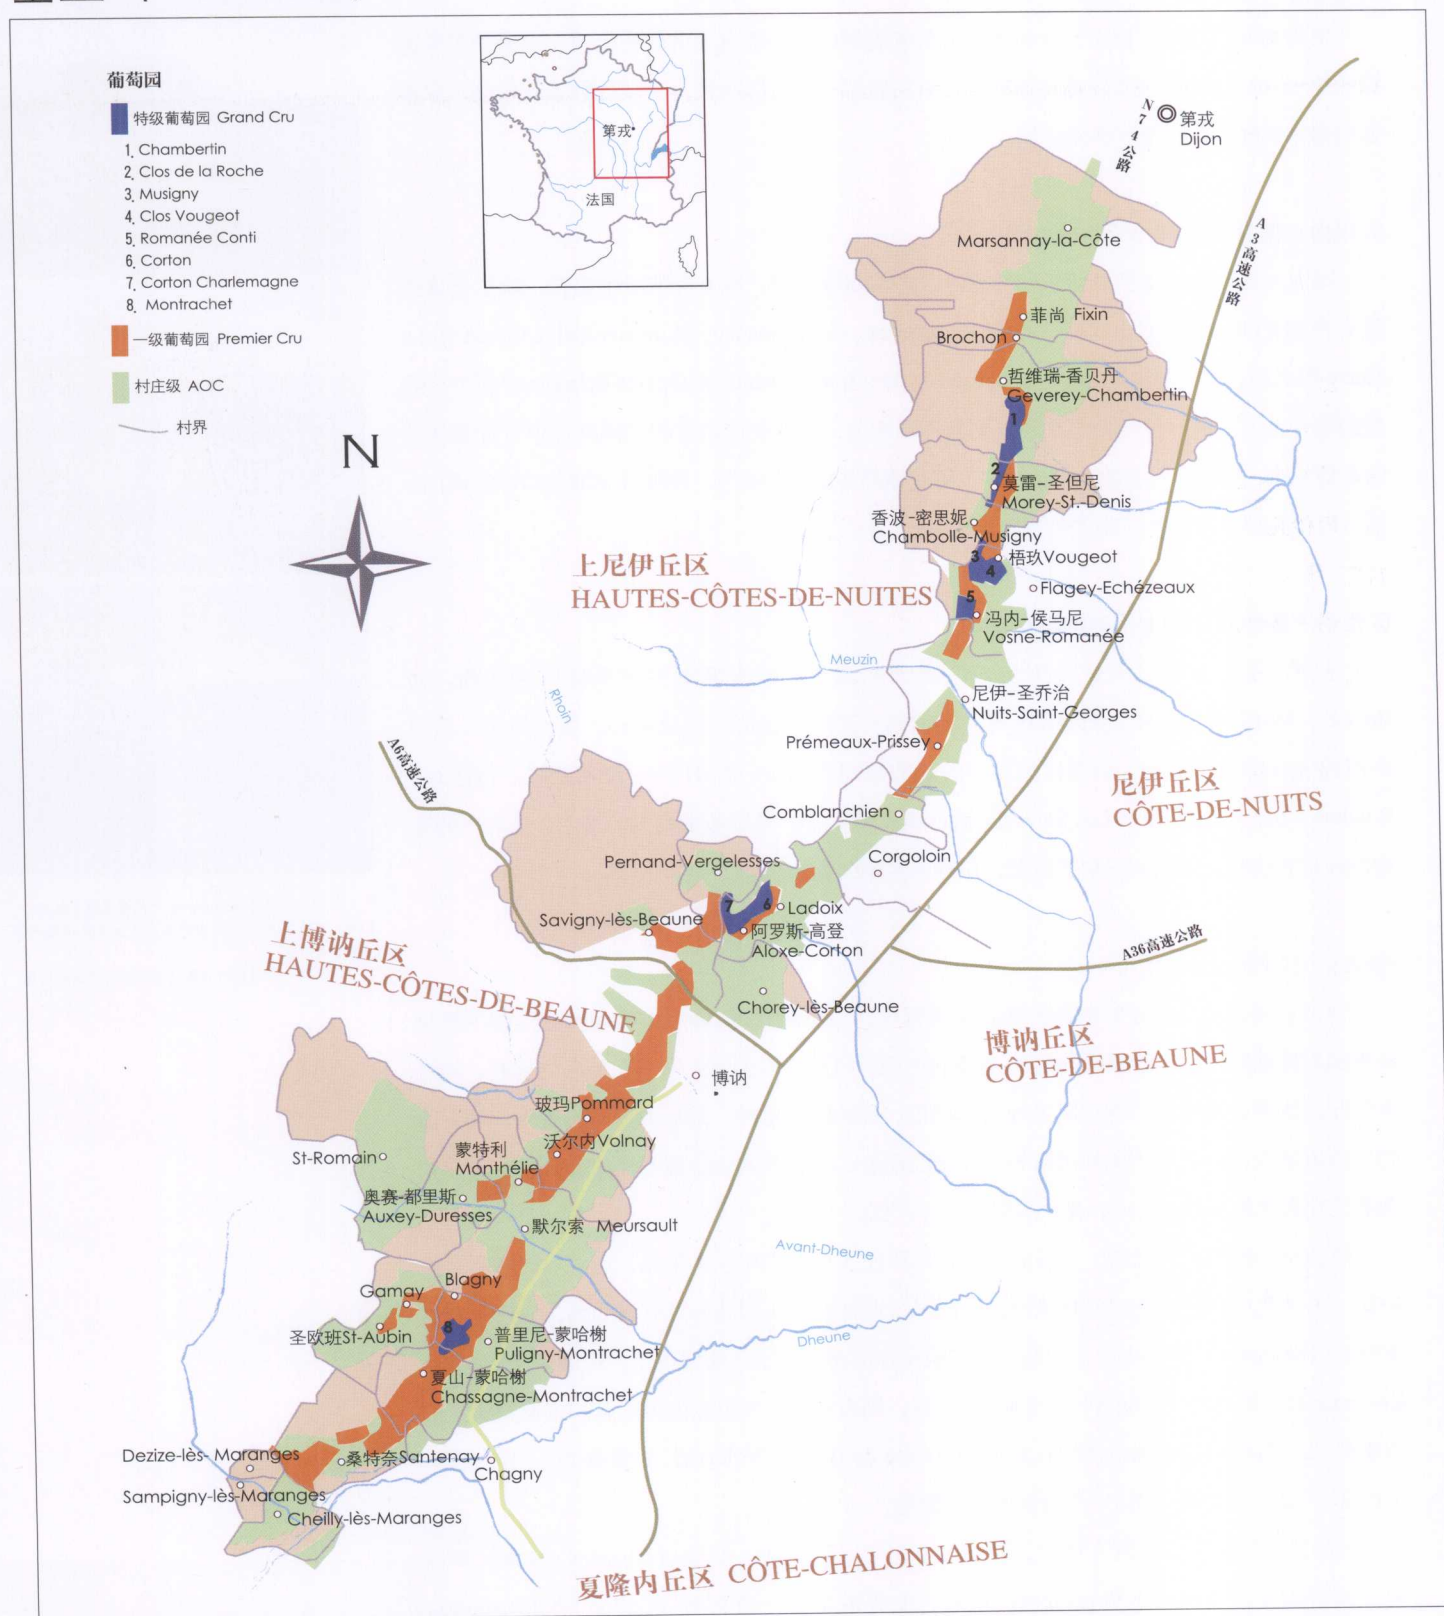 葡萄园
特级葡萄园 Grand Cru
1. Chambertin
2. Clos de la Roche
3. Musigny
4. Clos Vougeot
5. Romanée Conti
6. Corton
7. Corton Charlemagne
8. Montrachet
一级葡萄园 Premier Cru
村庄级 AOC
村界
第戎
法国
N
N74公路
第戎
Dijon
A3高速公路
Marsannay-la-Côte
菲尚 Fixin
Brochon
哲维瑞-香贝丹
Geverey-Chambertin
1
2
莫雷-圣但尼
Morey-St.-Denis
香波-密思妮
Chambolle-Musigny
3
4
梧玖Vougeot
上尼伊丘区
HAUTES-CÔTES-DE-NUITES
Flagey-Echézeaux
5
冯内-侯马尼
Vosne-Romanée
Meuzin
Rhoin
尼伊-圣乔治
Nuits-Saint-Georges
Prémeaux-Prissey
A6高速公路
尼伊丘区
CÔTE-DE-NUITS
Comblanchien
Corgoloin
Pernand-Vergelesses
7
6
Ladoix
Savigny-lès-Beaune
阿罗斯-高登
Aloxe-Corton
A36高速公路
上博讷丘区
HAUTES-CÔTES-DE-BEAUNE
Chorey-lès-Beaune
博讷丘区
CÔTE-DE-BEAUNE
博讷
玻玛Pommard
沃尔内Volnay
蒙特利
Monthélie
St-Romain
奥赛-都里斯
Auxey-Duresses
默尔索 Meursault
Avant-Dheune
Blagny
Gamay
8
圣欧班St-Aubin
普里尼-蒙哈榭
Puligny-Montrachet
Dheune
夏山-蒙哈榭
Chassagne-Montrachet
Dezize-lès- Maranges
桑特奈Santenay
Chagny
Sampigny-lès-Maranges
Cheilly-lès-Maranges
夏隆内丘区 CÔTE-CHALONNAISE